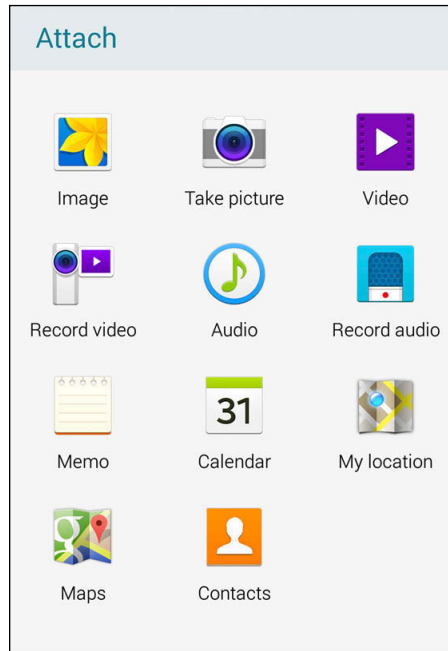 Attach
Image Take picture Video
Record video Audio Record audio
31
Memo Calendar My location
g
Maps Contacts